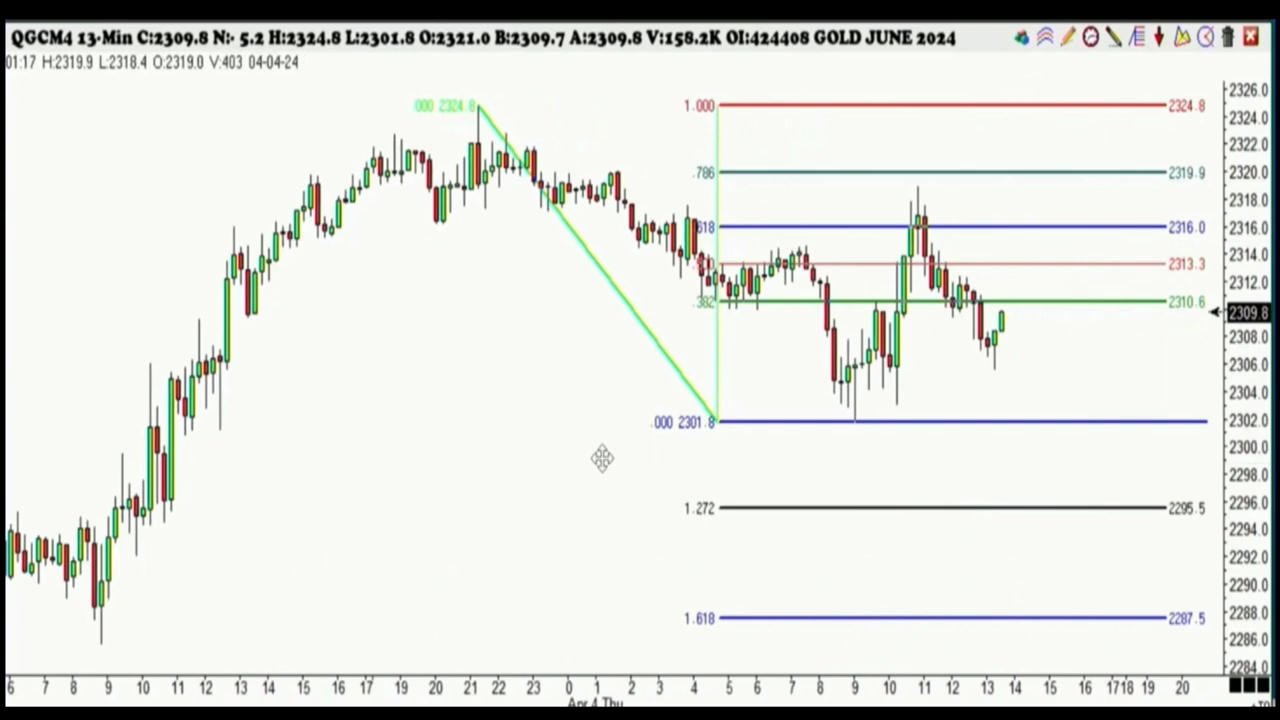 QGCM4 13-Min C:2309.8 N:- 5.2 H:2324.8 L:2301.8 O:2321.0 B:2309.7 A:2309.8 V:158.2K OI:424408 GOLD JUNE 2024
01:17 H:2319.9 L:2318.4 O:2319.0 V:403 04-04-24
2326.0
000 2324.8 1.000 2324.8
2324.0
2322.0
.786 2319.9 2320.0
2318.0
618 2316.0 2316.0
2314.0
2313.3
2312.0
.382 2310.6
2309.8
2308.0
2306.0
2304.0
.000 2301.8 2302.0
2300.0
2298.0
1.272 2295.5 2296.0
2294.0
2292.0
2290.0
1.618 2287.5 2288.0
2286.0
2284.0
6 7 8 9 10 11 12 13 14 15 16 17 19 20 21 22 23 0 1 2 3 4 5 6 7 8 9 10 11 12 13 14 15 16 17 18 19 20
Apr 4 Thu